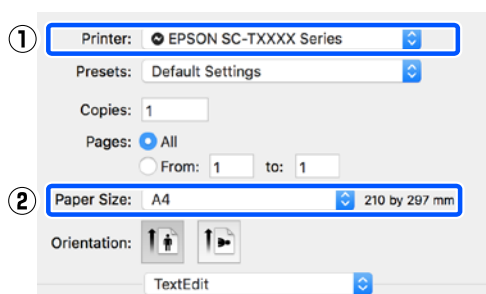 ① Printer: EPSON SC-TXXXX Series
Presets: Default Settings
Copies: 1
Pages: All
From: 1 to: 1
② Paper Size: A4 210 by 297 mm
Orientation:
TextEdit